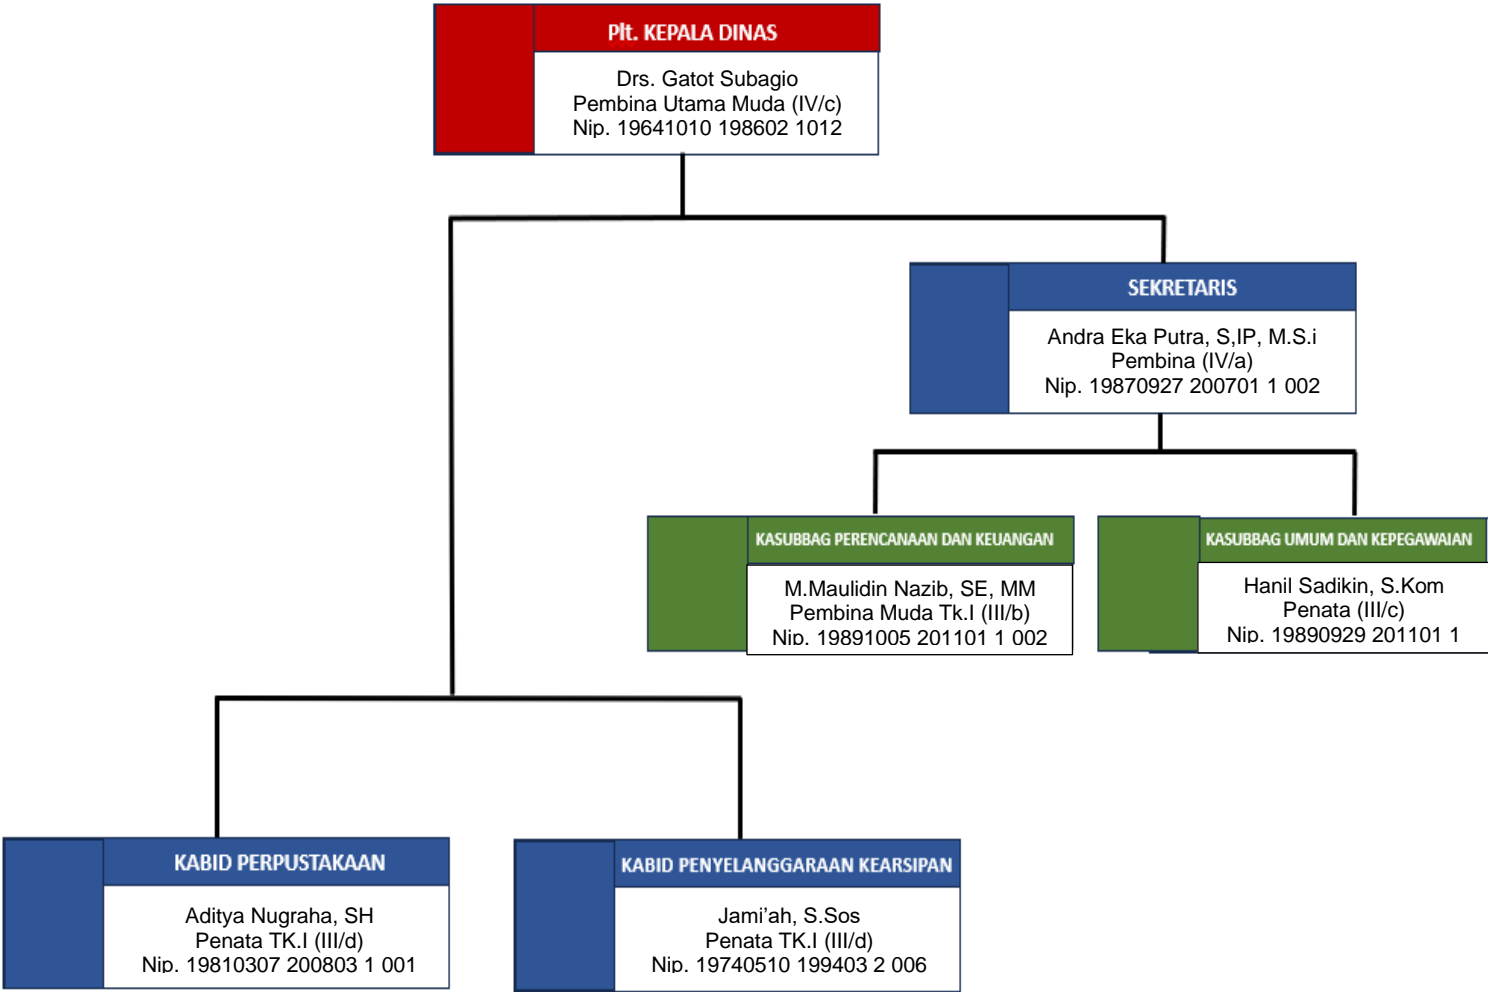 Plt. KEPALA DINAS
Drs. Gatot Subagio
Pembina Utama Muda (IV/c)
Nip. 19641010 198602 1012
SEKRETARIS
Andra Eka Putra, S,IP, M.S.i
Pembina (IV/a)
Nip. 19870927 200701 1 002
KASUBBAG PERENCANAAN DAN KEUANGAN
M.Maulidin Nazib, SE, MM
Pembina Muda Tk.I (III/b)
Nip. 19891005 201101 1 002
KASUBBAG UMUM DAN KEPEGAWAIAN
Hanil Sadikin, S.Kom
Penata (III/c)
Nip. 19890929 201101 1
KABID PERPUSTAKAAN
Aditya Nugraha, SH
Penata TK.I (III/d)
Nip. 19810307 200803 1 001
KABID PENYELANGGARAAN KEARSIPAN
Jami’ah, S.Sos
Penata TK.I (III/d)
Nip. 19740510 199403 2 006